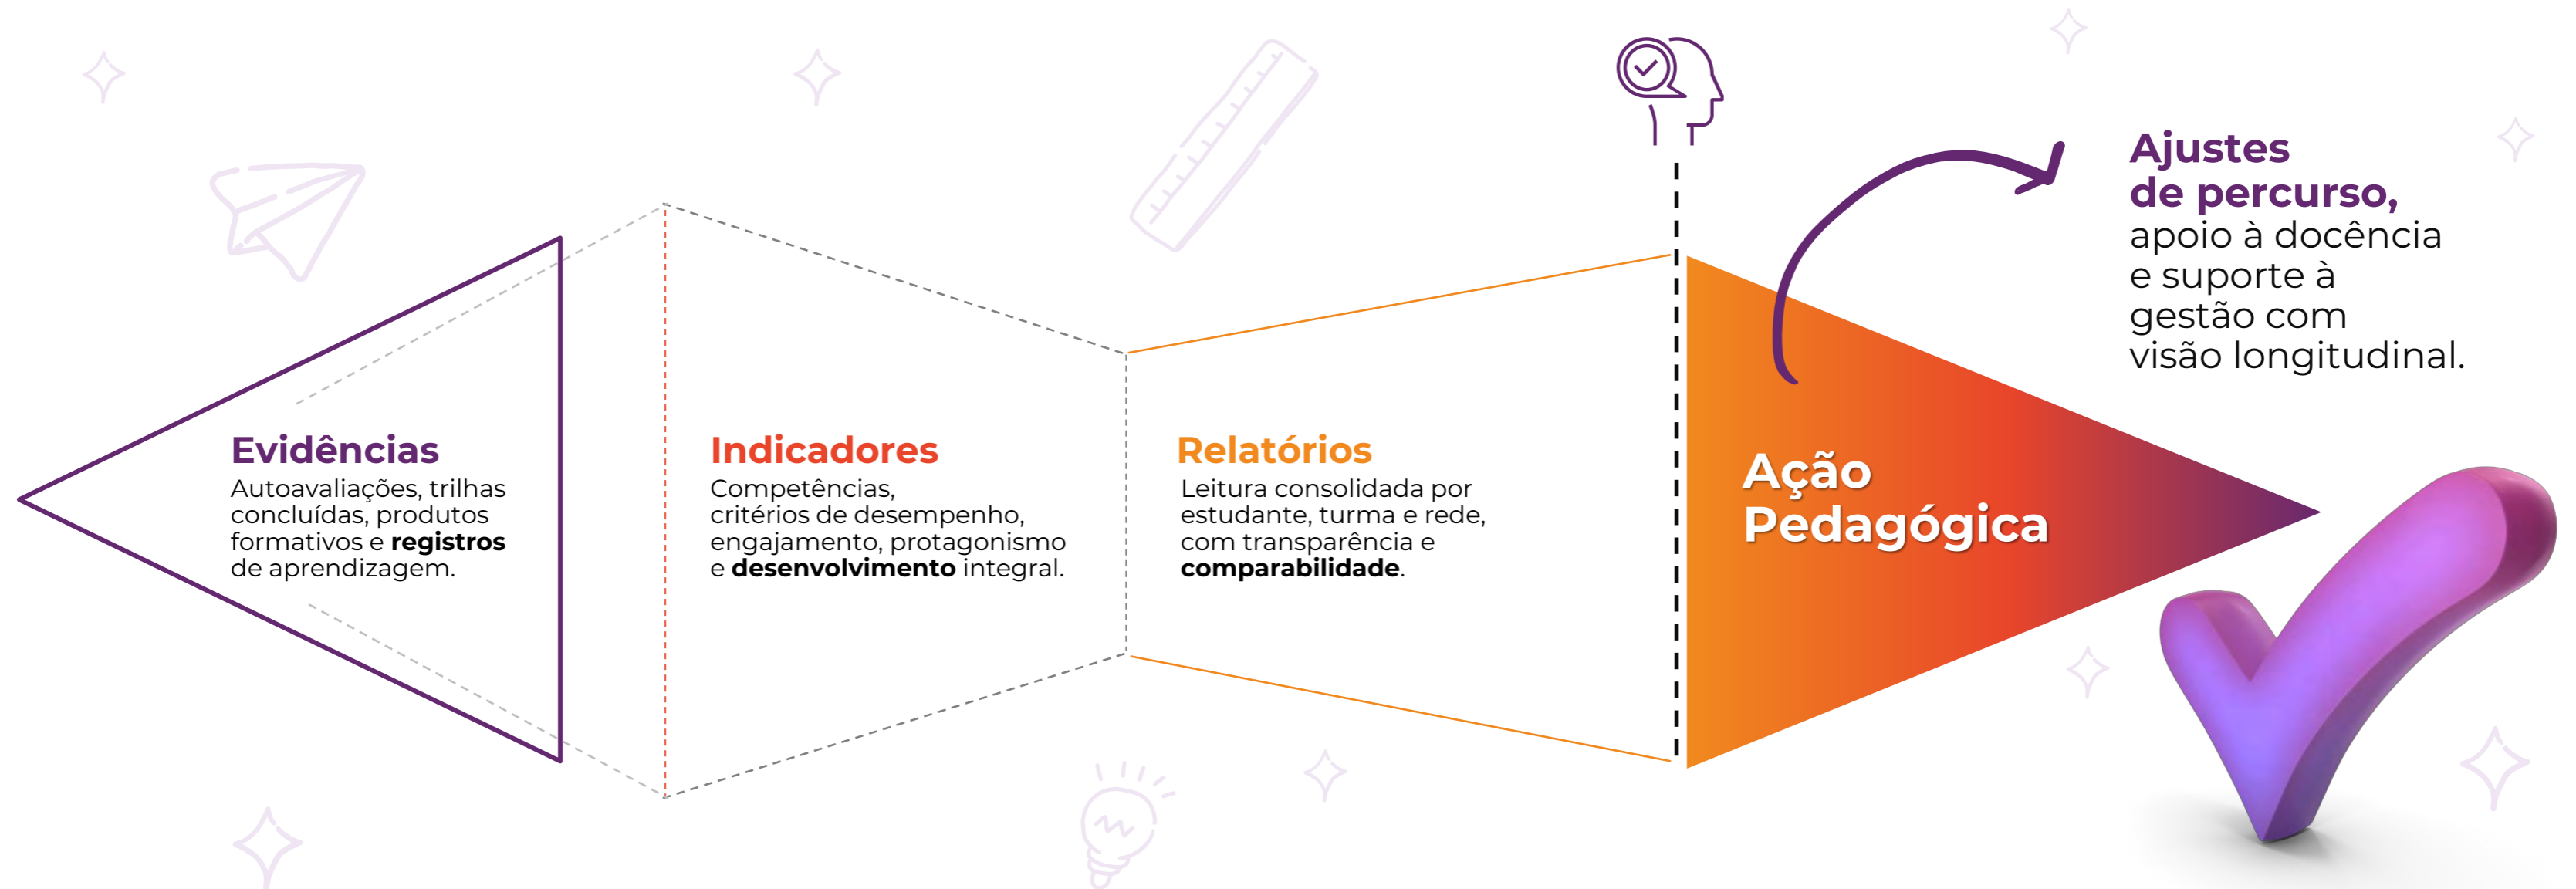 Evidências
Autoavaliações, trilhas
concluídas, produtos
formativos e registros
de aprendizagem.
Indicadores
Competências,
critérios de desempenho,
engajamento, protagonismo
e desenvolvimento integral.
Relatórios
Leitura consolidada por
estudante, turma e rede,
com transparência e
comparabilidade.
Ação
Pedagógica
Ajustes
de percurso,
apoio à docência
e suporte à
gestão com
visão longitudinal.